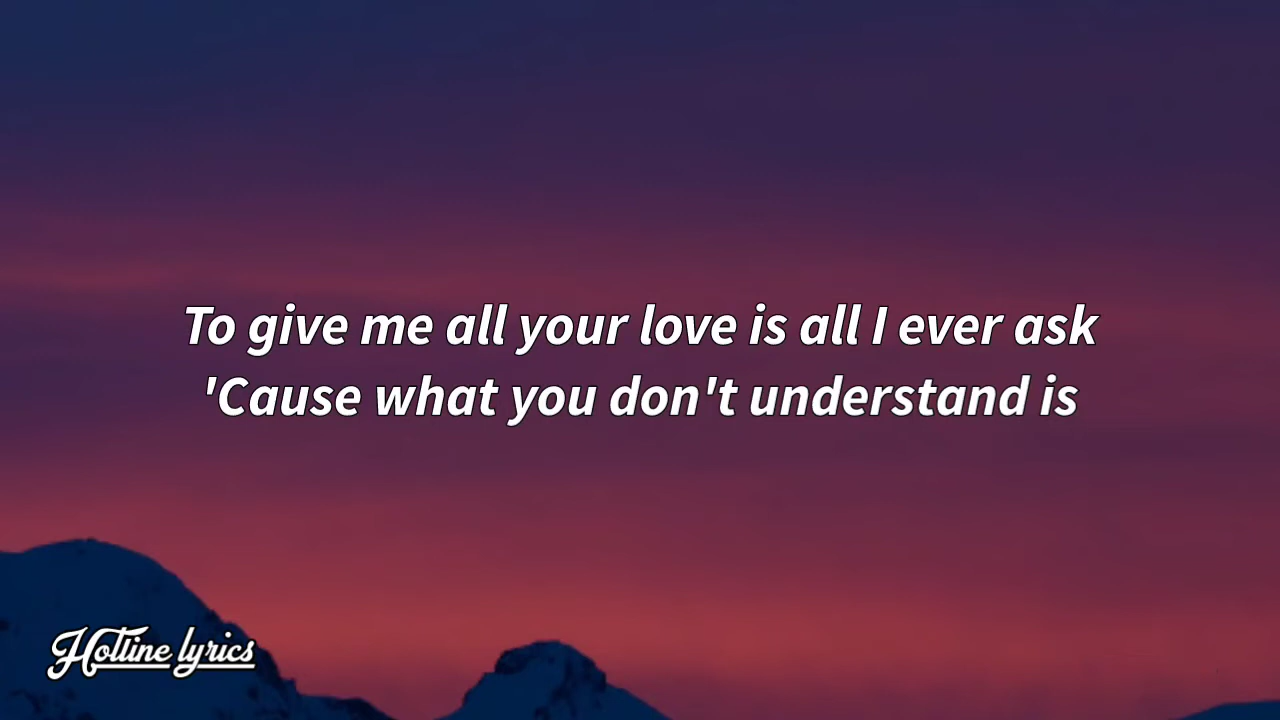 To give me all your love is all I ever ask
'Cause what you don't understand is
Hotline lyrics